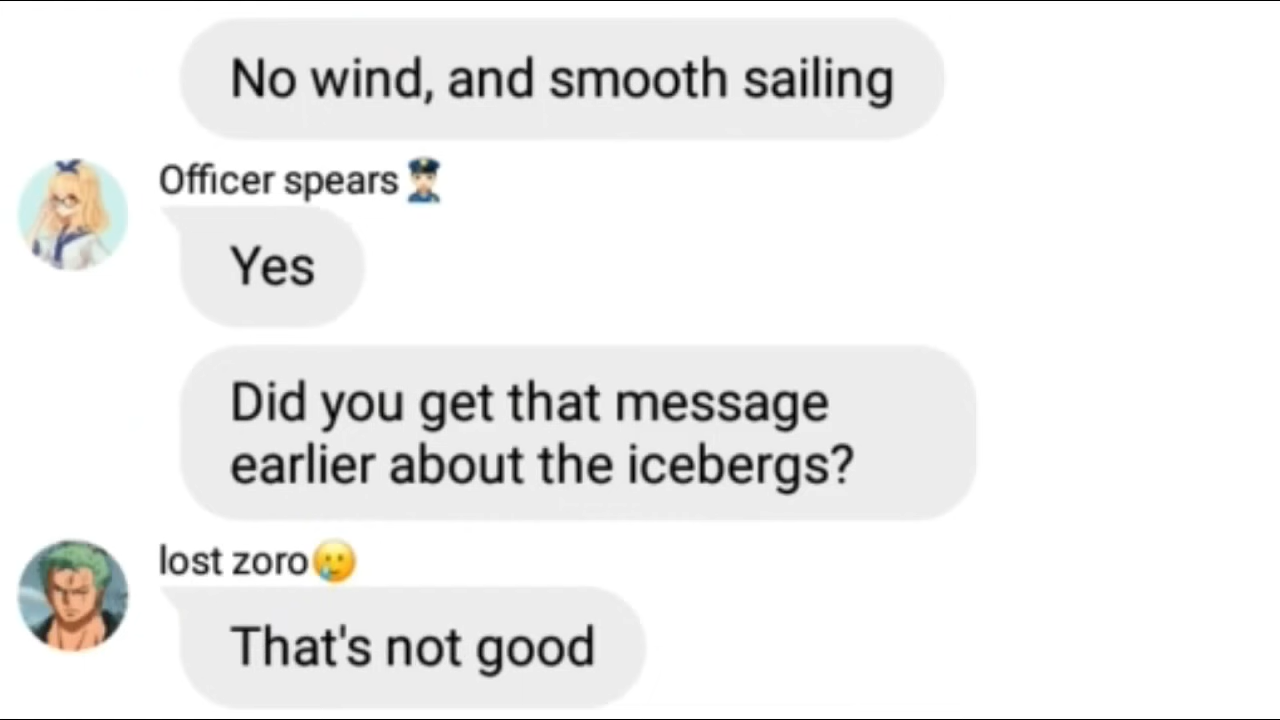 No wind, and smooth sailing
Officer spears👮🏻‍♂️
Yes
Did you get that message
earlier about the icebergs?
lost zoro🥲
That's not good